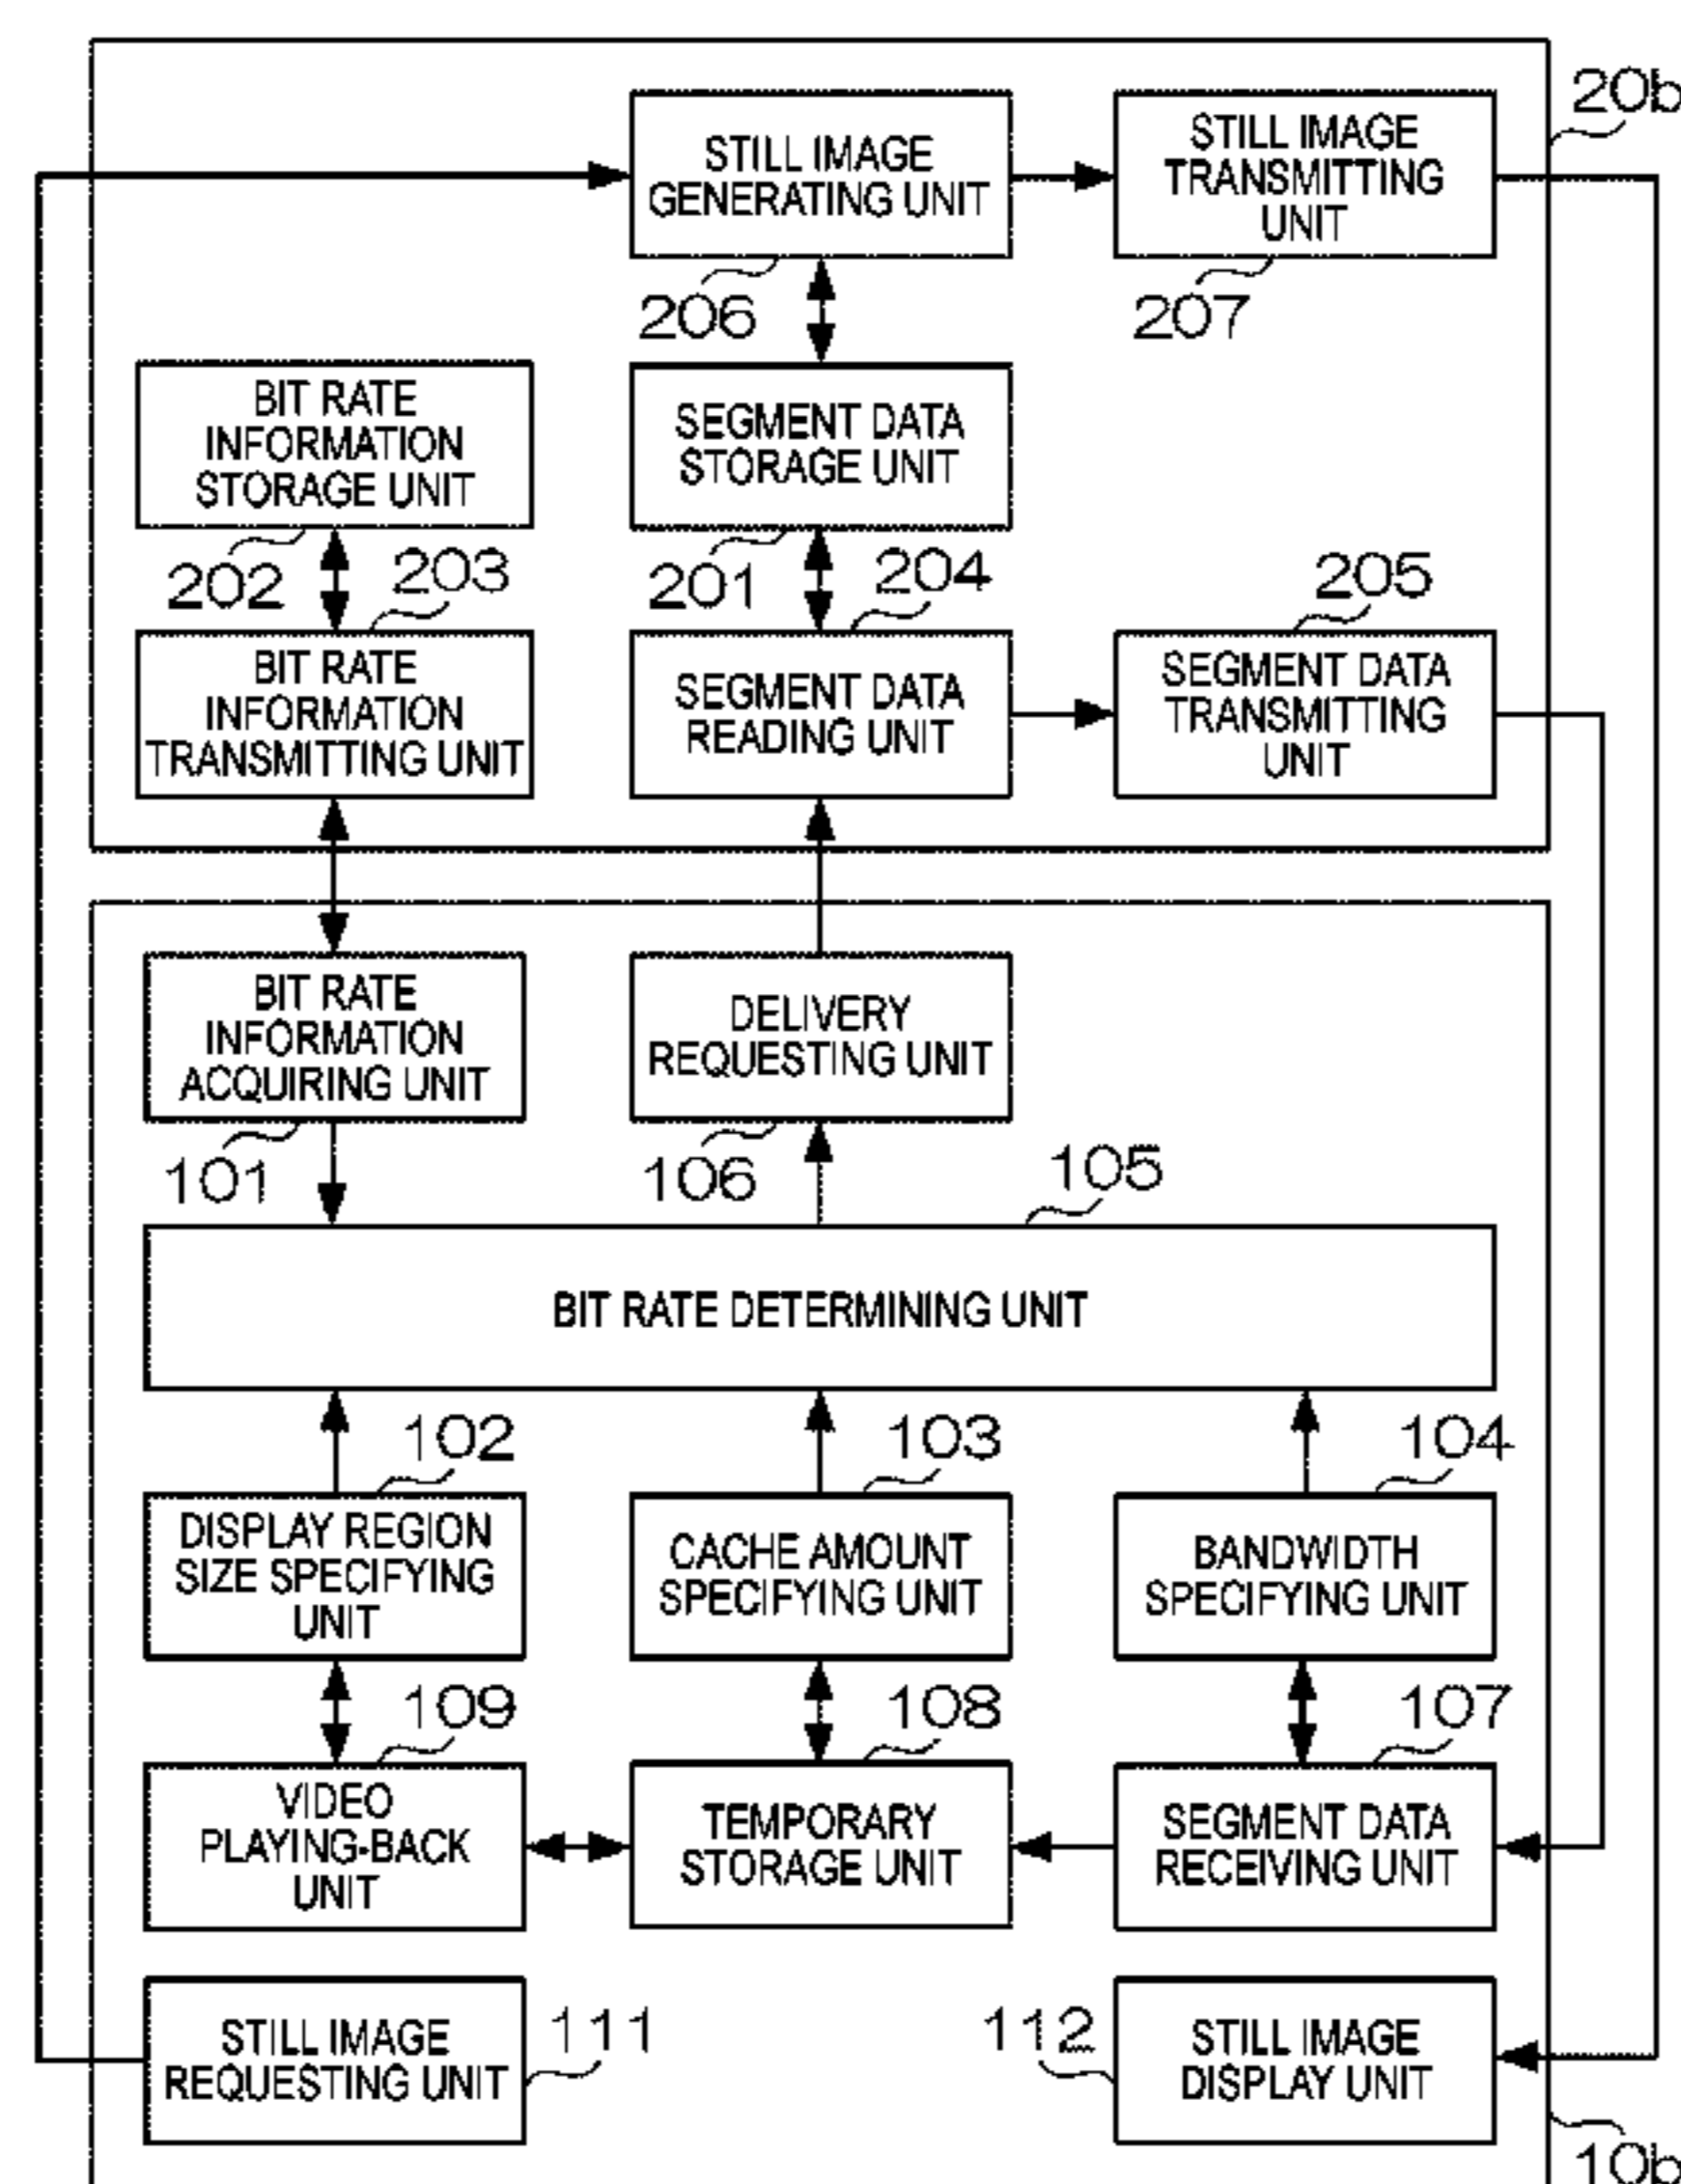 20b
STILL IMAGE
GENERATING UNIT
STILL IMAGE
TRANSMITTING
UNIT
206
207
BIT RATE
INFORMATION
STORAGE UNIT
SEGMENT DATA
STORAGE UNIT
202
203
201
204
205
BIT RATE
INFORMATION
TRANSMITTING UNIT
SEGMENT DATA
READING UNIT
SEGMENT DATA
TRANSMITTING
UNIT
BIT RATE
INFORMATION
ACQUIRING UNIT
DELIVERY
REQUESTING UNIT
101
106
105
BIT RATE DETERMINING UNIT
102
103
104
DISPLAY REGION
SIZE SPECIFYING
UNIT
CACHE AMOUNT
SPECIFYING UNIT
BANDWIDTH
SPECIFYING UNIT
109
108
107
VIDEO
PLAYING-BACK
UNIT
TEMPORARY
STORAGE UNIT
SEGMENT DATA
RECEIVING UNIT
STILL IMAGE
REQUESTING UNIT
111
112
STILL IMAGE
DISPLAY UNIT
10b